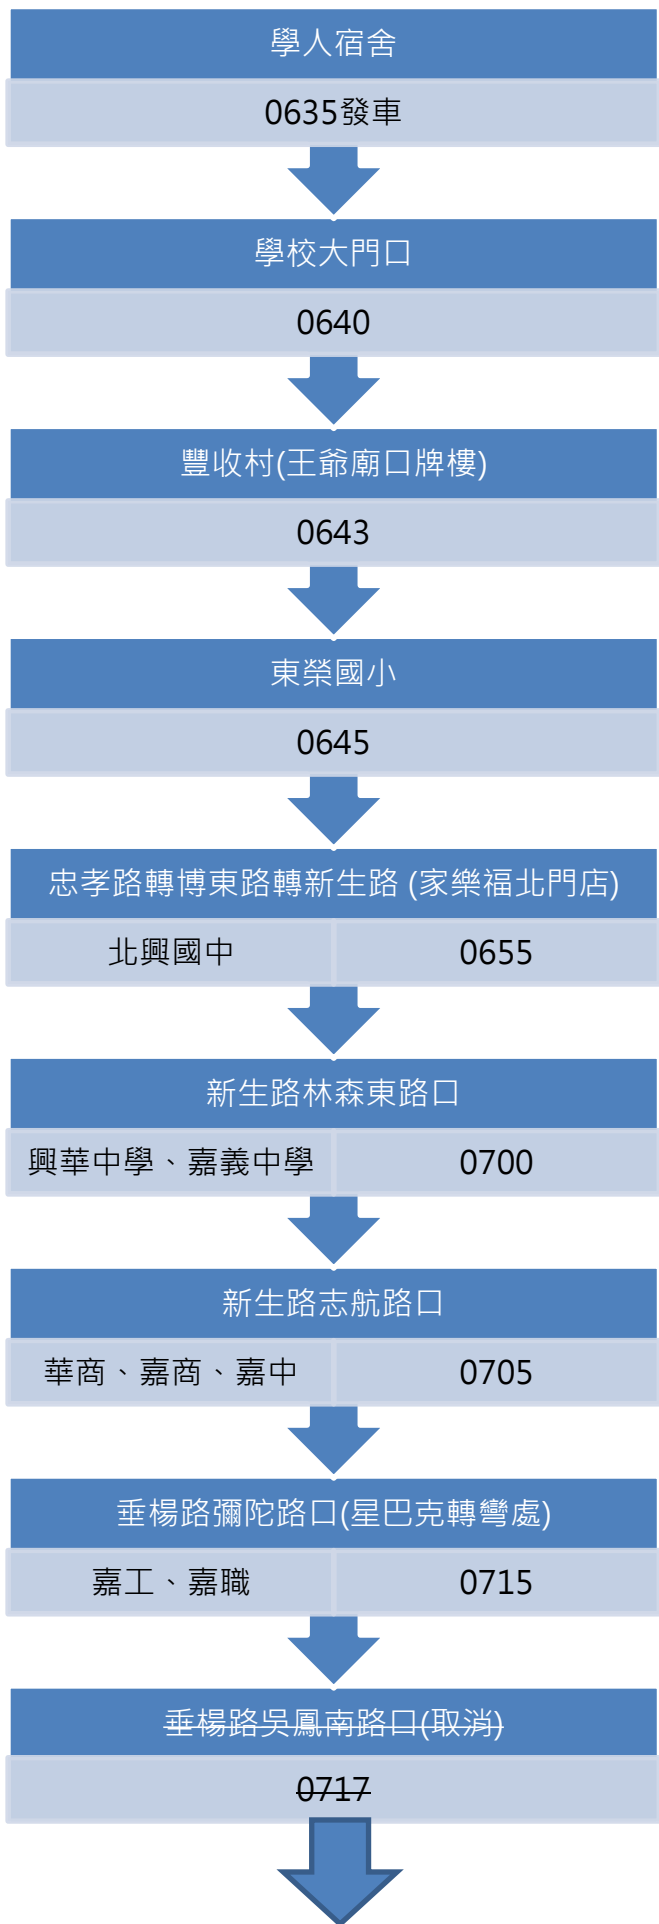 學人宿舍
0635發車
學校大門口
0640
豐收村(王爺廟口牌樓)
0643
東榮國小
0645
忠孝路轉博東路轉新生路 (家樂福北門店)
北興國中 0655
新生路林森東路口
興華中學、嘉義中學 0700
新生路志航路口
華商、嘉商、嘉中 0705
垂楊路彌陀路口(星巴克轉彎處)
嘉工、嘉職 0715
垂楊路吳鳳南路口(取消)
0717